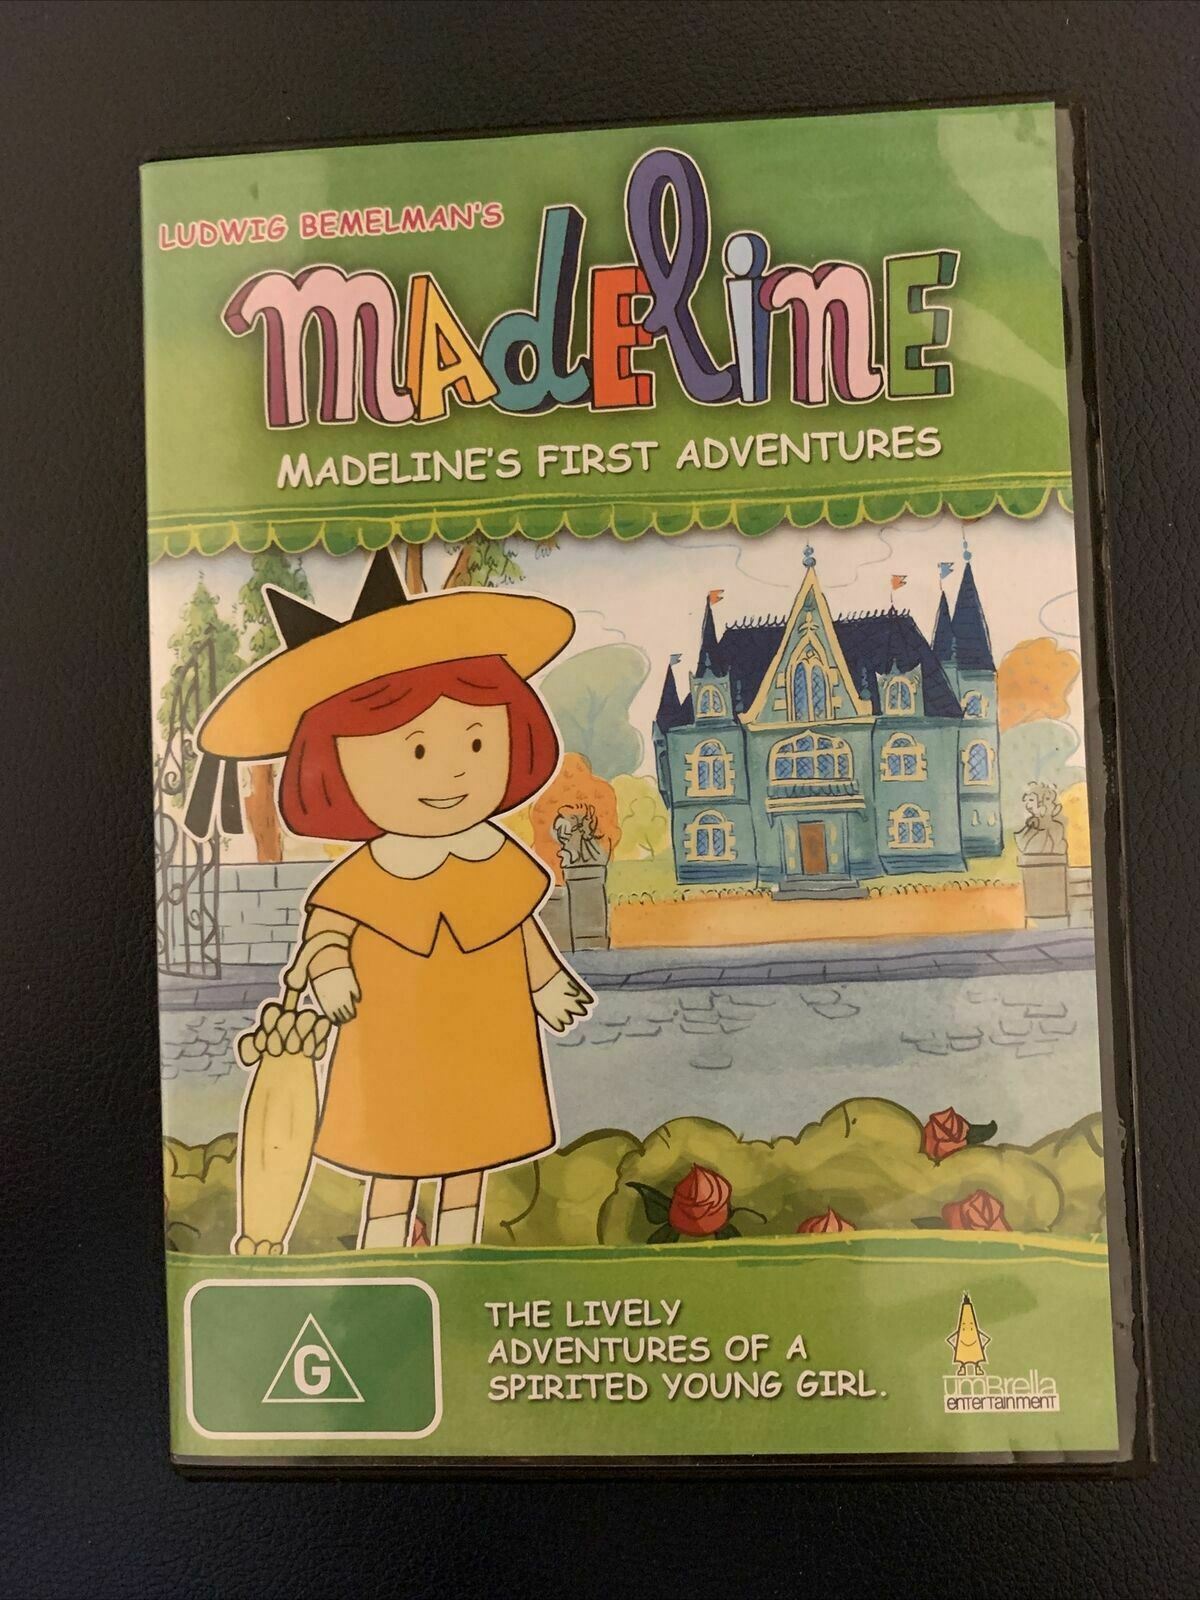 LUDWIG BEMELMAN'S
madeline
MADELINE'S FIRST ADVENTURES
G
THE LIVELY
ADVENTURES OF A
SPIRITED YOUNG GIRL.
umBrella
enTerTainmenT